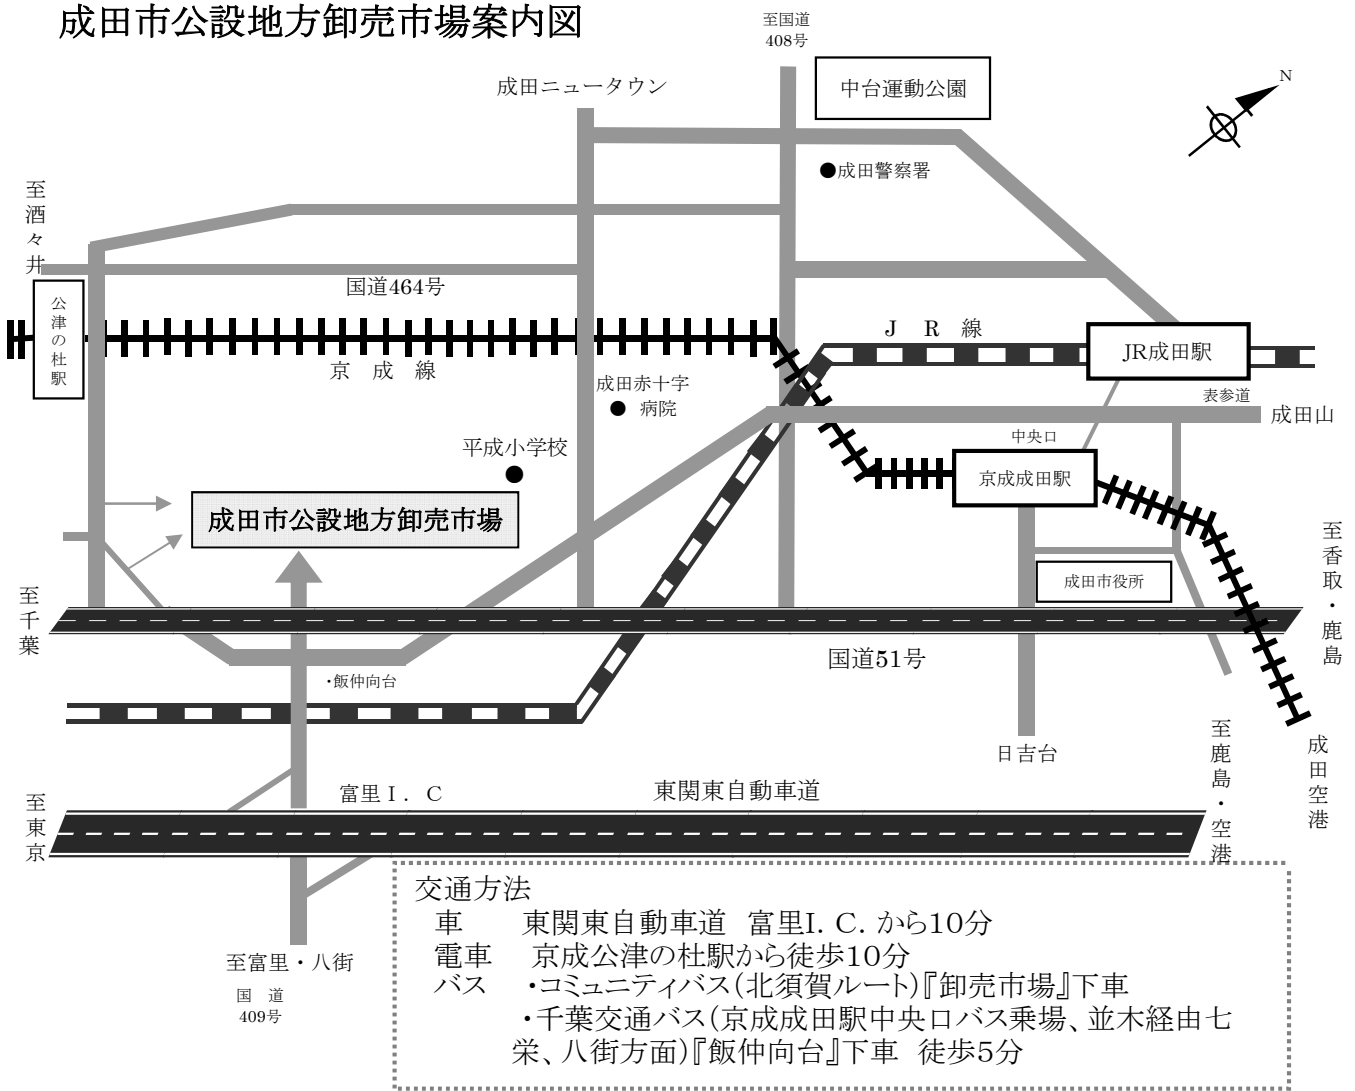 成田市公設地方卸売市場案内図
至国道
408号
中台運動公園
N
成田ニュータウン
成田警察署
至酒々井
国道464号
公津の杜駅
京 成 線
J R 線
JR成田駅
成田赤十字
病院
表参道
成田山
中央口
平成小学校
京成成田駅
成田市公設地方卸売市場
至香取・鹿島
成田市役所
至千葉
国道51号
・飯仲向台
日吉台
至鹿島・空港
成田空港
富里Ｉ．Ｃ
東関東自動車道
至東京
至富里・八街
国 道
409号
交通方法
車 東関東自動車道 富里I．C．から10分
電車 京成公津の杜駅から徒歩10分
バス ・コミュニティバス(北須賀ルート)『卸売市場』下車
・千葉交通バス(京成成田駅中央口バス乗場、並木経由七
栄、八街方面)『飯仲向台』下車 徒歩5分